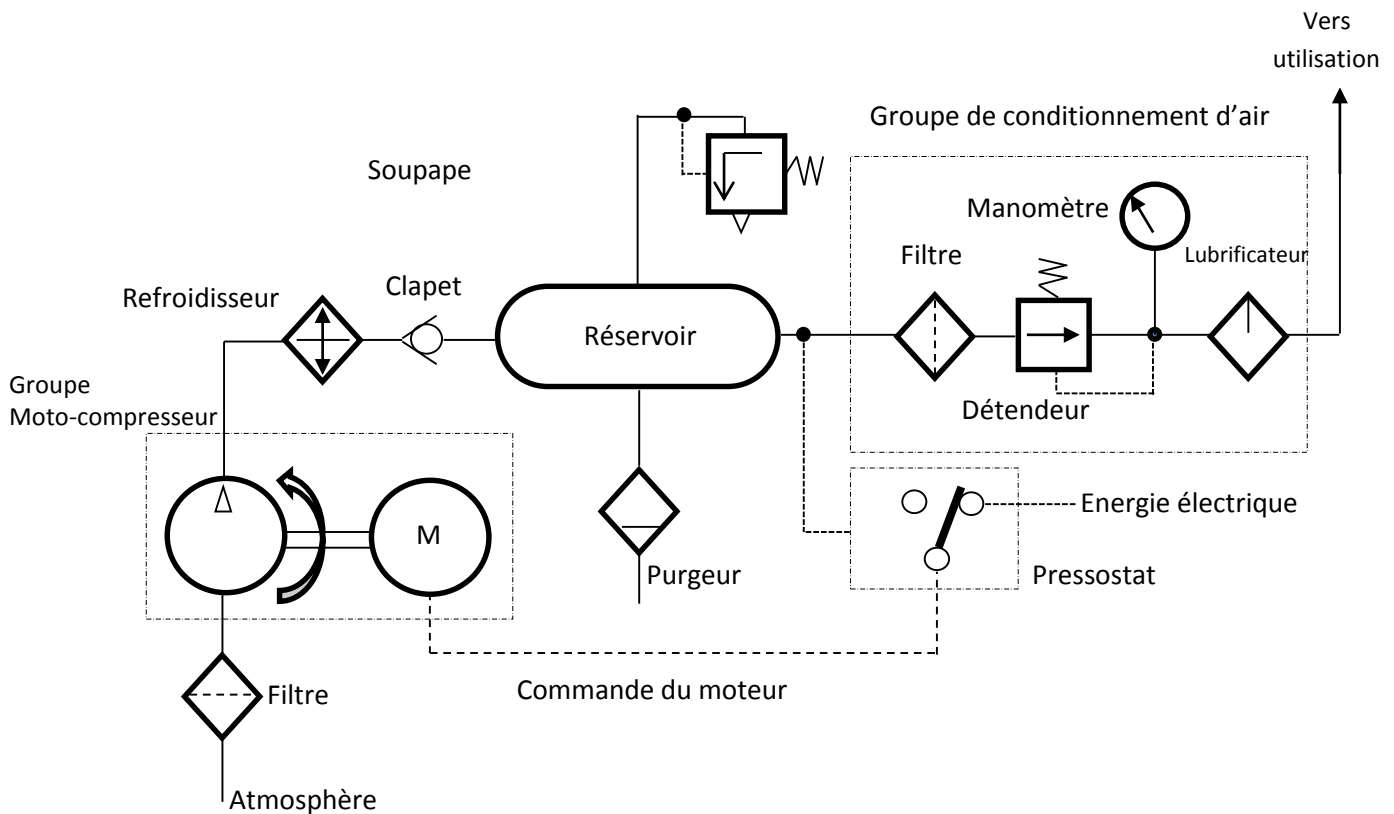 Vers
utilisation
Groupe de conditionnement d’air
Soupape
Manomètre
Filtre
Lubrificateur
Refroidisseur
Clapet
Réservoir
Groupe
Moto-compresseur
Détendeur
M
Energie électrique
Purgeur
Pressostat
Filtre
Commande du moteur
Atmosphère